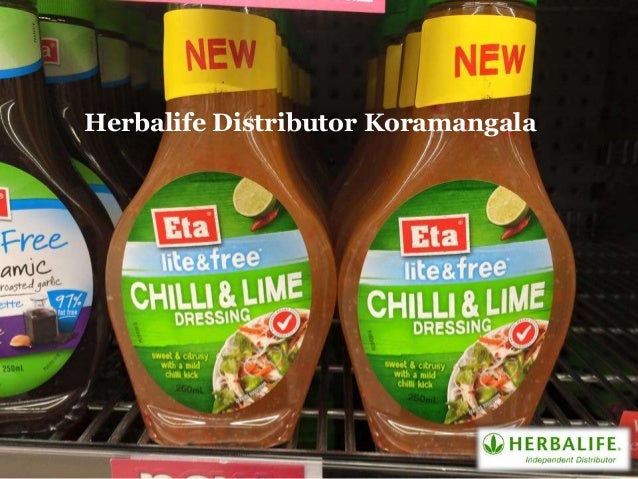 NEW
NEW
Herbalife Distributor Koramangala
Eta
lite&free
CHILLI & LIME
DRESSING
sweet & citrusy
with a mild
chilli kick
250mL
Eta
lite&free
CHILLI & LIME
DRESSING
sweet & citrusy
with a mild
chilli kick
250mL
Free
amic
roasted garlic
ette
97%
fat free
250mL
HERBALIFE.
Independent Distributor